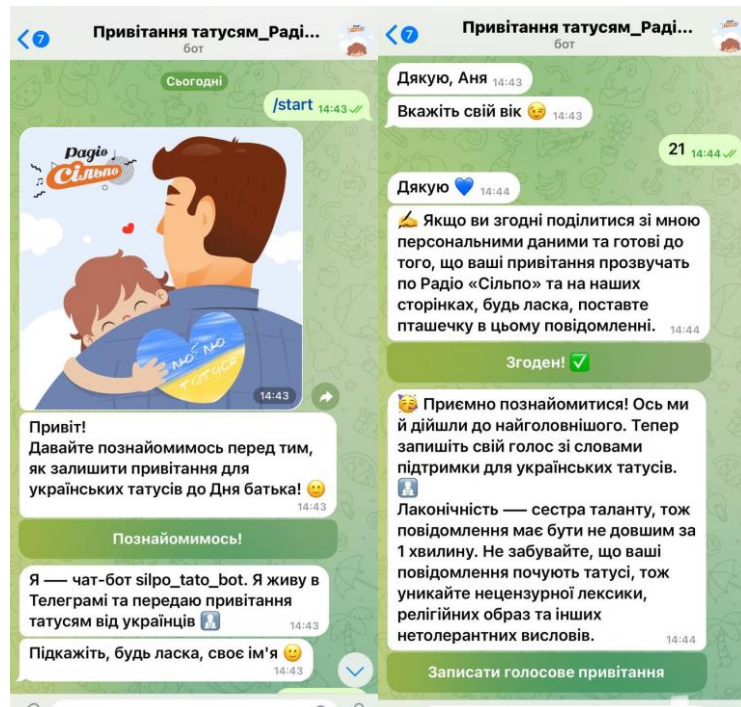 7
Привітання татусям_Раді...
бот
Сьогодні
/start 14:43
Радіо
Сільпо
люблю
татуся
14:43
Привіт!
Давайте познайомимось перед тим,
як залишити привітання для
українських татусів до Дня батька! 🙂
14:43
Познайомимось!
Я —– чат-бот silpo_tato_bot. Я живу в
Телеграмі та передаю привітання
татусям від українців
14:43
Підкажіть, будь ласка, своє ім'я 🙂
14:43
7
Привітання татусям_Раді...
бот
Дякую, Аня 14:43
Вкажіть свій вік 😉 14:43
21 14:44
Дякую 💙 14:44
✍️ Якщо ви згодні поділитися зі мною
персональними даними та готові до
того, що ваші привітання прозвучать
по Радіо «Сільпо» та на наших
сторінках, будь ласка, поставте
пташечку в цьому повідомленні. 14:44
Згоден! ✅
🥳 Приємно познайомитися! Ось ми
й дійшли до найголовнішого. Тепер
запишіть свій голос зі словами
підтримки для українських татусів.
Лаконічність —– сестра таланту, тож
повідомлення має бути не довшим за
1 хвилину. Не забувайте, що ваші
повідомлення почують татусі, тож
уникайте нецензурної лексики,
релігійних образ та інших
нетолерантних висловів. 14:44
Записати голосове привітання